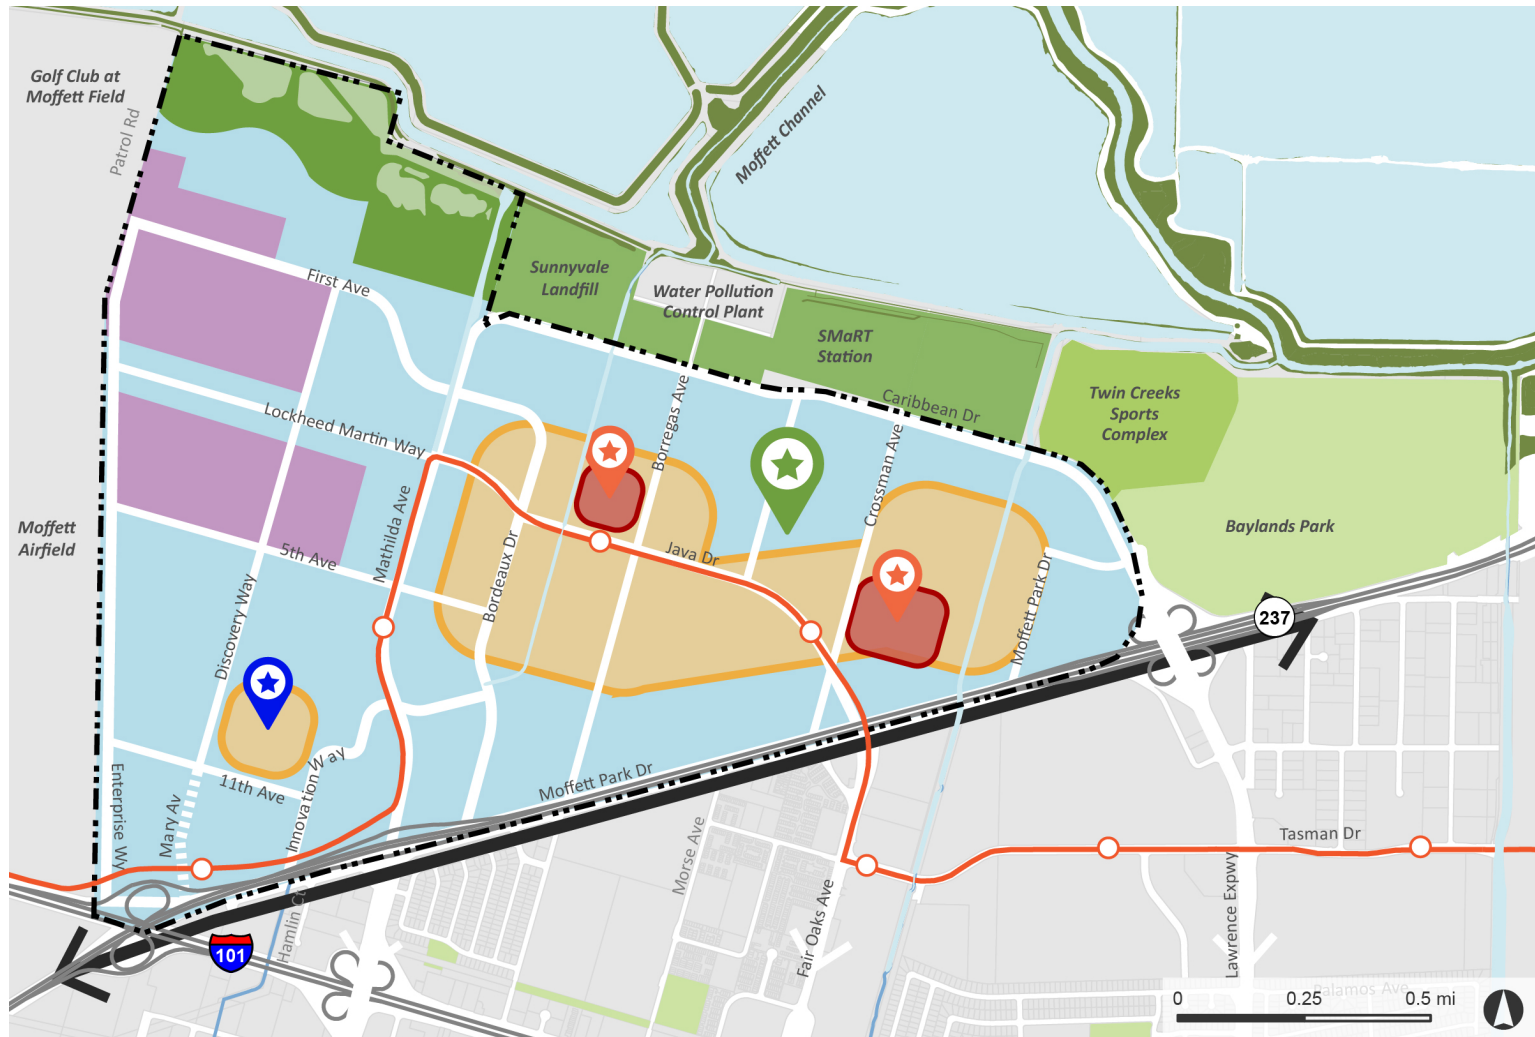 Golf Club at
Moffett Field
Patrol Rd
Moffett Channel
Sunnyvale
Landfill
Water Pollution
Control Plant
SMaRT
Station
First Ave
Twin Creeks
Sports
Complex
Caribbean Dr
Lockheed Martin Way
Borregas Ave
Crossman Ave
Mathilda Ave
Moffett
Airfield
Baylands Park
5th Ave
Bordeaux Dr
Java Dr
Moffett Park Dr
Discovery Way
237
Innovation Way
11th Ave
Moffett Park Dr
Enterprise Wy
Mary Av
Morse Ave
Tasman Dr
Hamlin Ct
Fair Oaks Ave
Lawrence Expwy
101
Palamos Ave
0 0.25 0.5 mi